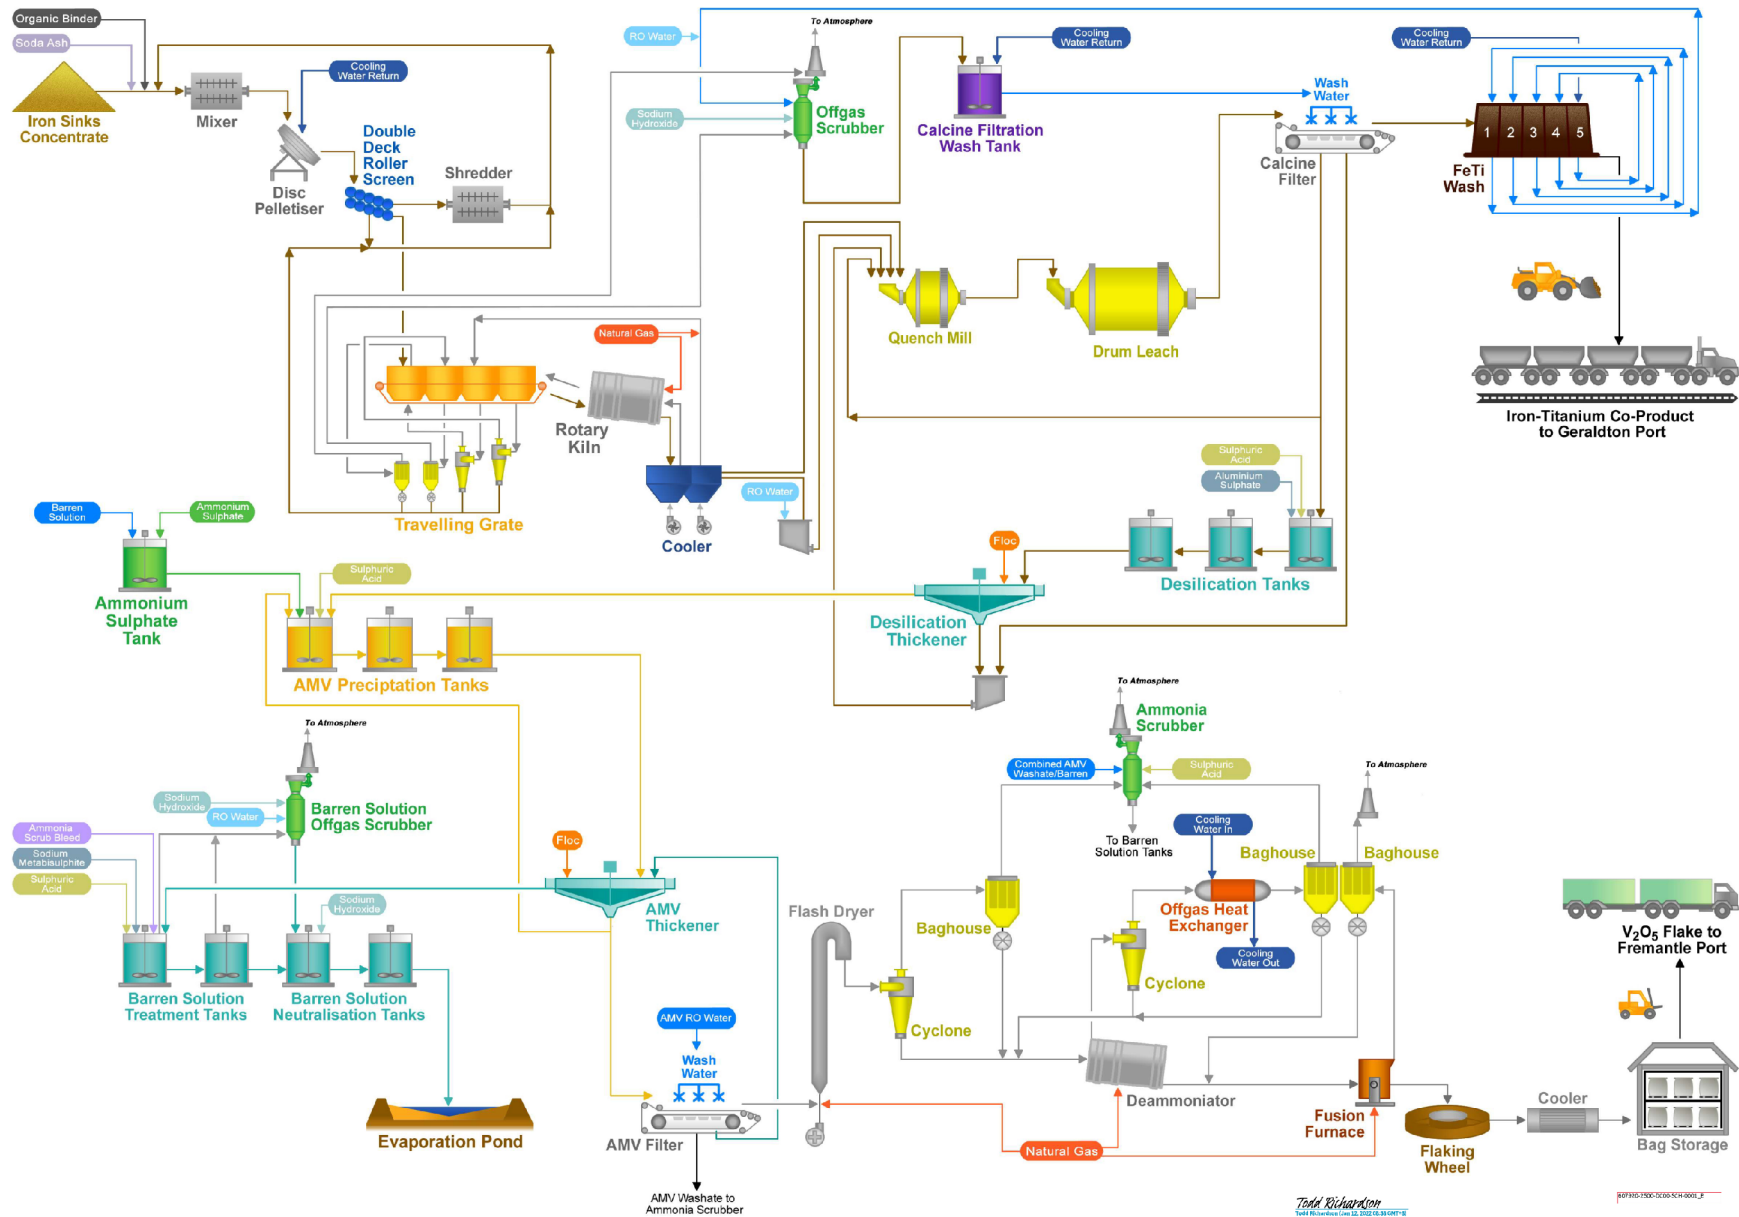 Organic Binder
Soda Ash
Iron Sinks
Concentrate
Mixer
Cooling
Water Return
Disc
Pelletiser
Double
Deck
Roller
Screen
Shredder
To Atmosphere
RO Water
Sodium
Hydroxide
Offgas
Scrubber
Cooling
Water Return
Calcine Filtration
Wash Tank
Wash
Water
Calcine
Filter
Cooling
Water Return
1 2 3 4 5
FeTi
Wash
Natural Gas
Quench Mill
Drum Leach
Iron-Titanium Co-Product
to Geraldton Port
Rotary
Kiln
Travelling Grate
Cooler
RO Water
Sulphuric
Acid
Aluminium
Sulphate
Desilication Tanks
Floc
Desilication
Thickener
Barren
Solution
Ammonium
Sulphate
Ammonium
Sulphate
Tank
Sulphuric
Acid
AMV Preciptation Tanks
To Atmosphere
Sodium
Hydroxide
RO Water
Barren Solution
Offgas Scrubber
Ammonia
Scrub Bleed
Sodium
Metabisulphite
Sulphuric
Acid
Sodium
Hydroxide
Barren Solution
Treatment Tanks
Barren Solution
Neutralisation Tanks
Evaporation Pond
Floc
AMV
Thickener
AMV RO Water
Wash
Water
AMV Filter
AMV Washate to
Ammonia Scrubber
Flash Dryer
Cyclone
Baghouse
To Atmosphere
Ammonia
Scrubber
Combined AMV
Washate/Barren
Sulphuric
Acid
To Barren
Solution Tanks
Cooling
Water In
Offgas Heat
Exchanger
Cooling
Water Out
Cyclone
Baghouse
Baghouse
To Atmosphere
Deammoniator
Natural Gas
Fusion
Furnace
Flaking
Wheel
Cooler
Bag Storage
V₂O₅ Flake to
Fremantle Port
Todd Richardson
Todd Richardson (Jan 12, 2022 08:38 GMT+8)